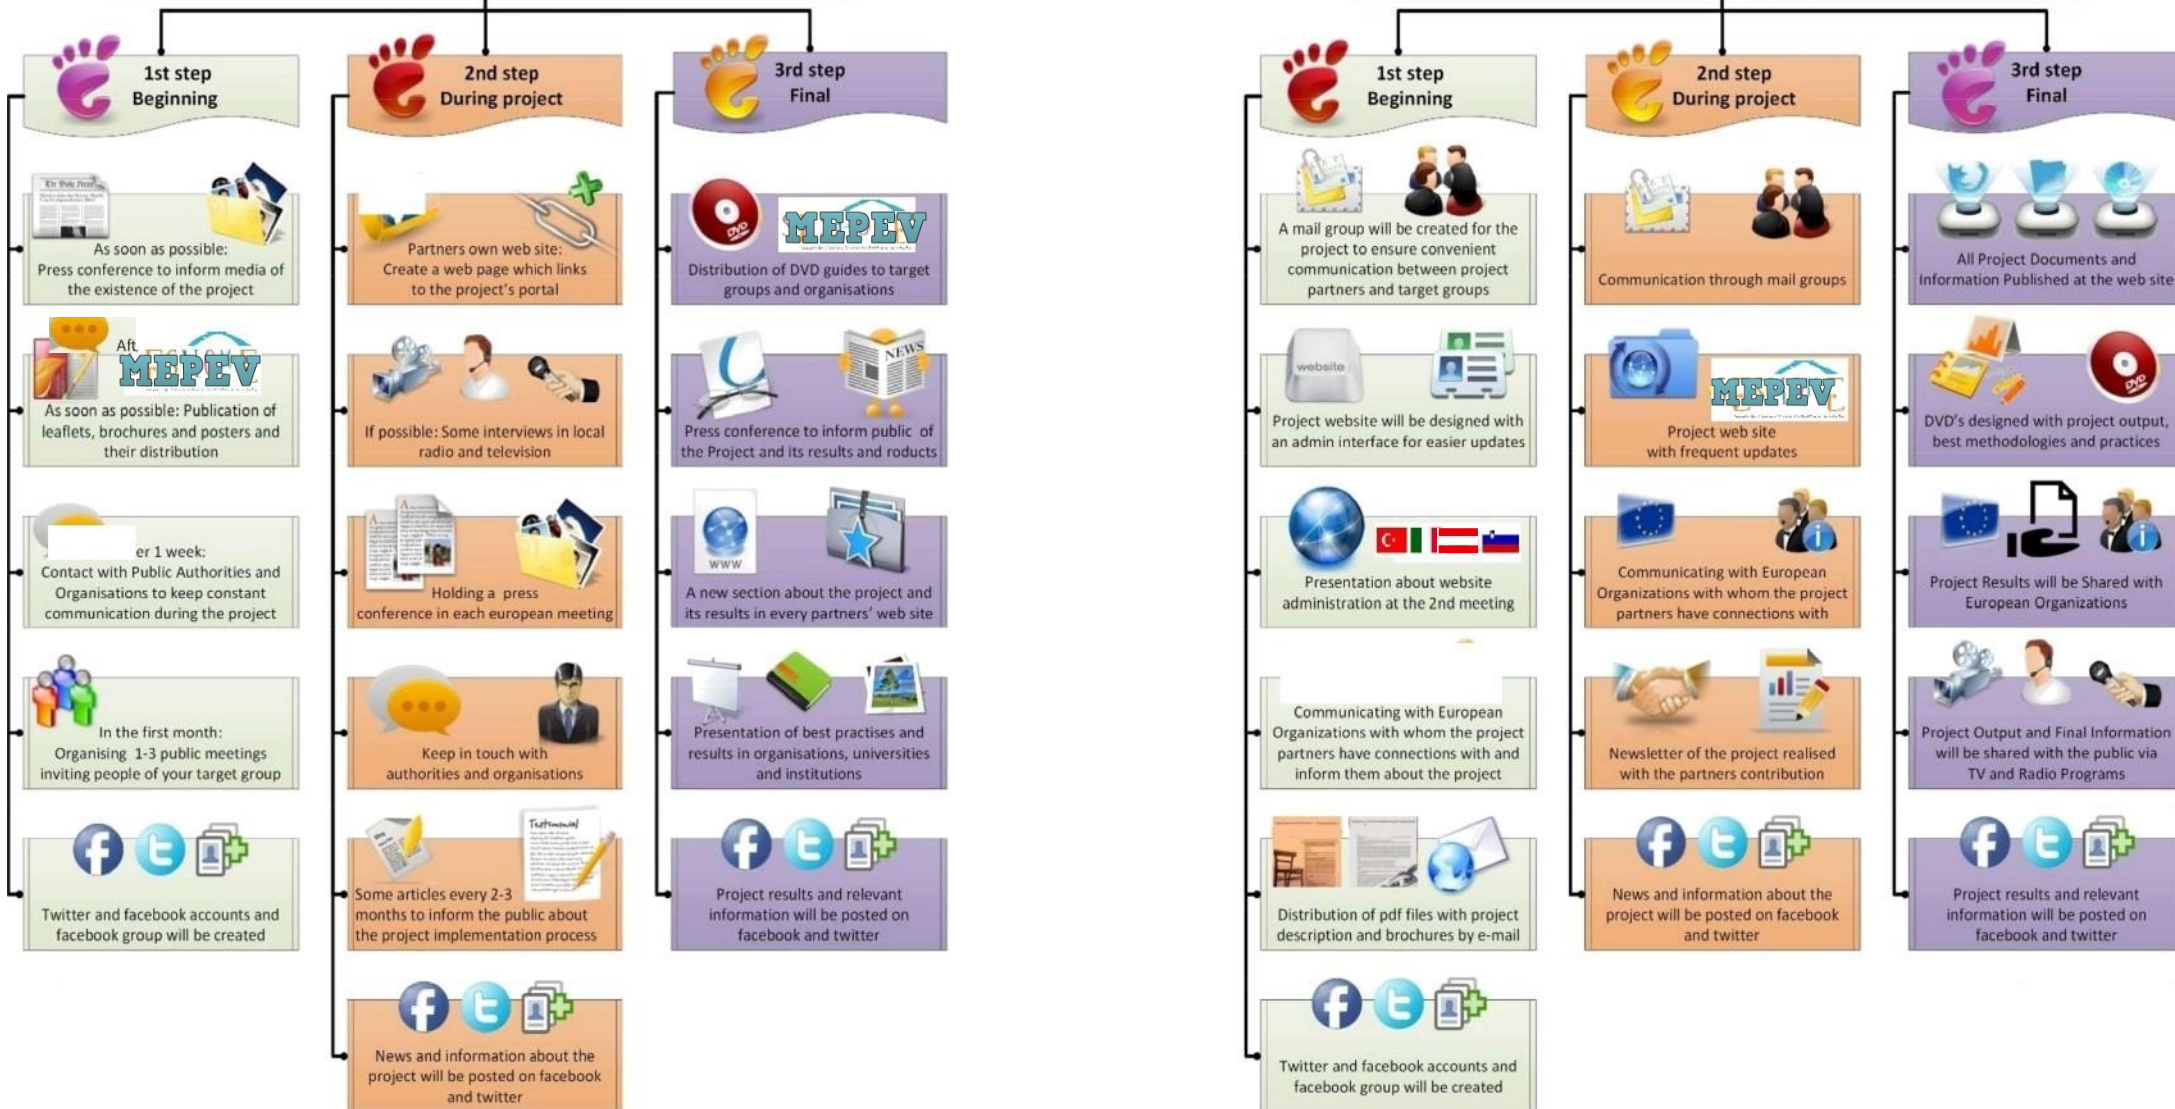 1st step
Beginning
As soon as possible:
Press conference to inform media of
the existence of the project
Aft
MEPEV
As soon as possible: Publication of
leaflets, brochures and posters and
their distribution
er 1 week:
Contact with Public Authorities and
Organisations to keep constant
communication during the project
In the first month:
Organising 1-3 public meetings
inviting people of your target group
Twitter and facebook accounts and
facebook group will be created
2nd step
During project
Partners own web site:
Create a web page which links
to the project's portal
If possible: Some interviews in local
radio and television
Holding a press
conference in each european meeting
Keep in touch with
authorities and organisations
Testimonial
Some articles every 2-3
months to inform the public about
the project implementation process
News and information about the
project will be posted on facebook
and twitter
3rd step
Final
DVD
MEPEV
Distribution of DVD guides to target
groups and organisations
NEWS
Press conference to inform public of
the Project and its results and roducts
www
A new section about the project and
its results in every partners' web site
Presentation of best practises and
results in organisations, universities
and institutions
Project results and relevant
information will be posted on
facebook and twitter
1st step
Beginning
A mail group will be created for the
project to ensure convenient
communication between project
partners and target groups
website
Project website will be designed with
an admin interface for easier updates
Presentation about website
administration at the 2nd meeting
Communicating with European
Organizations with whom the project
partners have connections with and
inform them about the project
Distribution of pdf files with project
description and brochures by e-mail
Twitter and facebook accounts and
facebook group will be created
2nd step
During project
Communication through mail groups
MEPEV
Project web site
with frequent updates
Communicating with European
Organizations with whom the project
partners have connections with
Newsletter of the project realised
with the partners contribution
News and information about the
project will be posted on facebook
and twitter
3rd step
Final
All Project Documents and
Information Published at the web site
DVD
DVD's designed with project output,
best methodologies and practices
Project Results will be Shared with
European Organizations
Project Output and Final Information
will be shared with the public via
TV and Radio Programs
Project results and relevant
information will be posted on
facebook and twitter